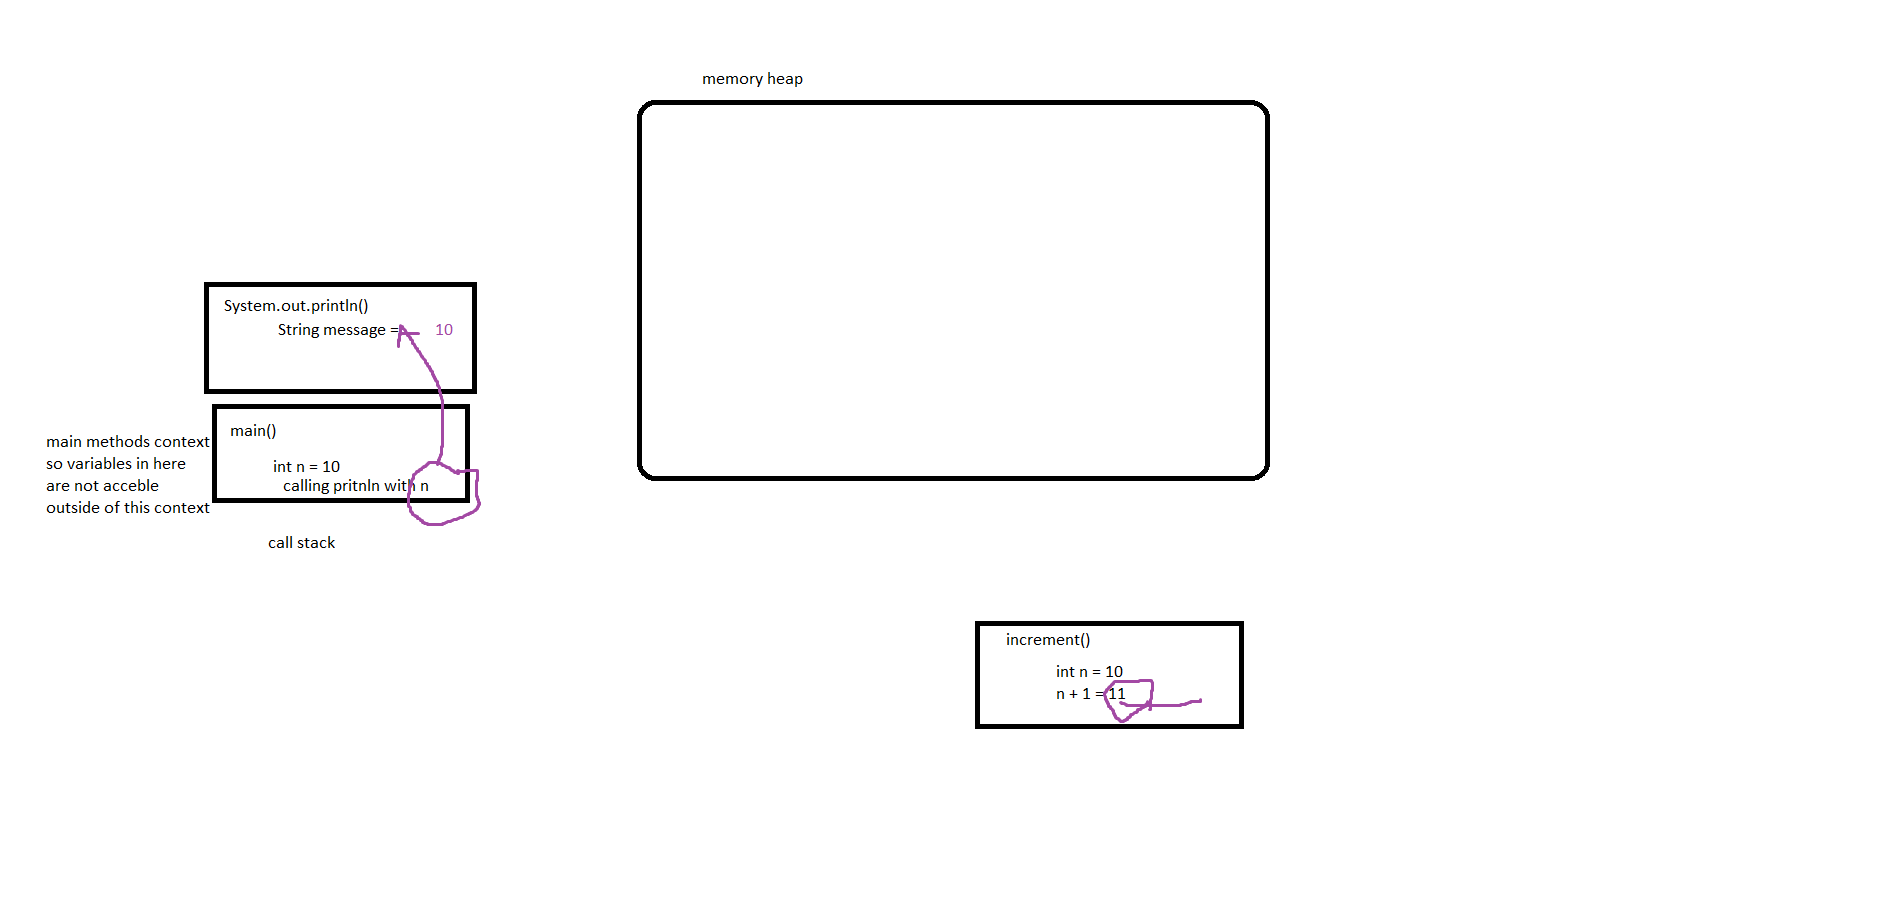 memory heap
System.out.println()
String message = 10
main()
int n = 10
calling pritnln with n
main methods context
so variables in here
are not acceble
outside of this context
call stack
increment()
int n = 10
n + 1 = 11